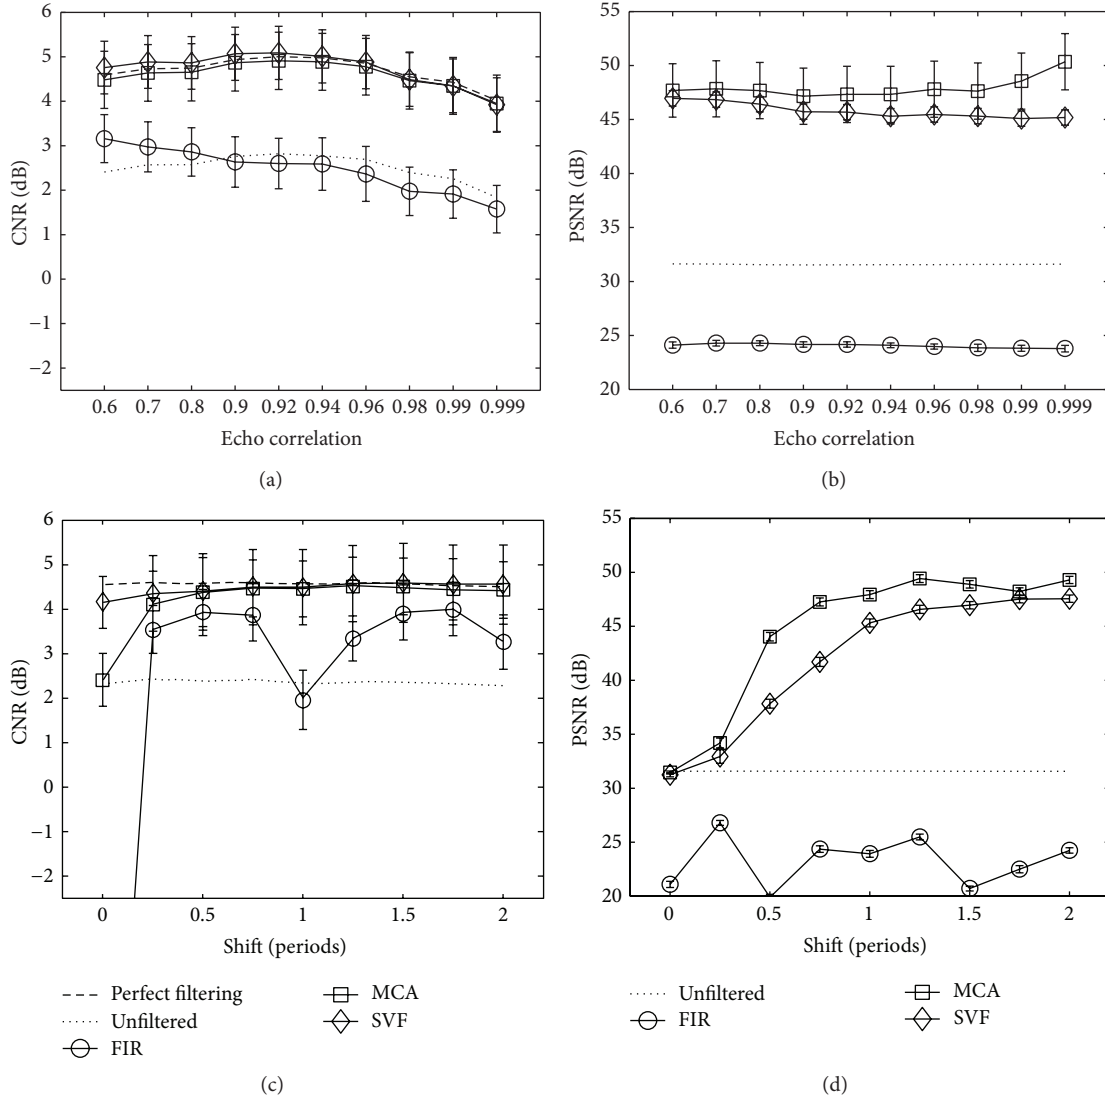 6
5
4
3
2
1
0
−1
−2
CNR (dB)
0.6 0.7 0.8 0.9 0.92 0.94 0.96 0.98 0.99 0.999
Echo correlation
(a)
55
50
45
40
35
31
32
24
20
PSNR (dB)
0.6 0.7 0.8 0.9 0.92 0.94 0.96 0.98 0.99 0.999
Echo correlation
(b)
6
5
4
3
2
1
0
−1
−2
CNR (dB)
0 0.5 1 1.5 2
Shift (periods)
Perfect filtering
Unfiltered
FIR
MCA
SVF
(c)
55
50
45
40
35
30
25
20
PSNR (dB)
0 0.5 1 1.5 2
Shift (periods)
Unfiltered
FIR
MCA
SVF
(d)